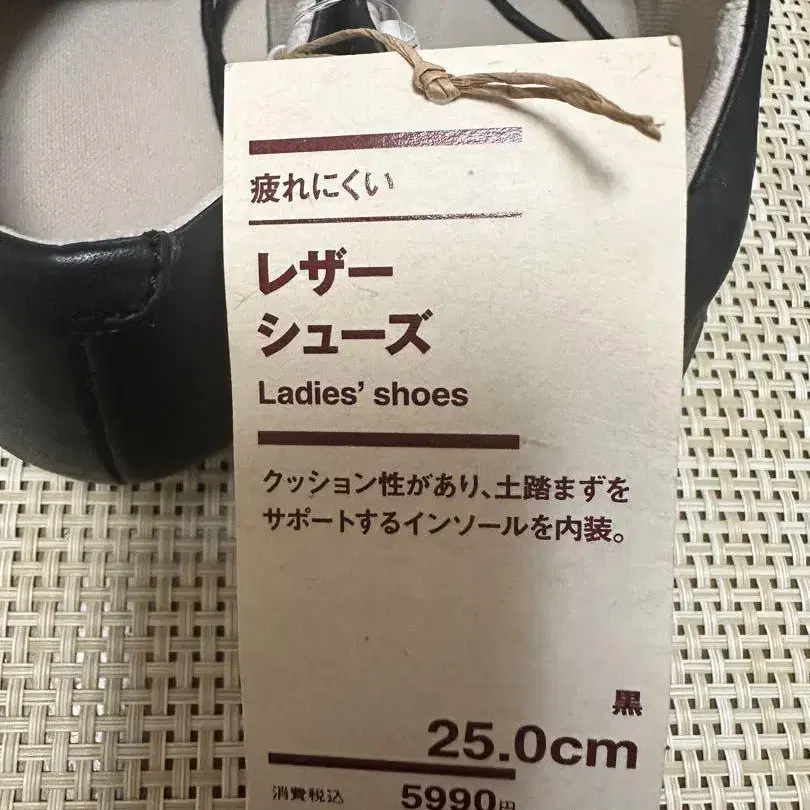 疲れにくい
レザー
シューズ
Ladies' shoes
クッション性があり、土踏まずを
サポートするインソールを内装。
黒
25.0cm
消費税込 5990円